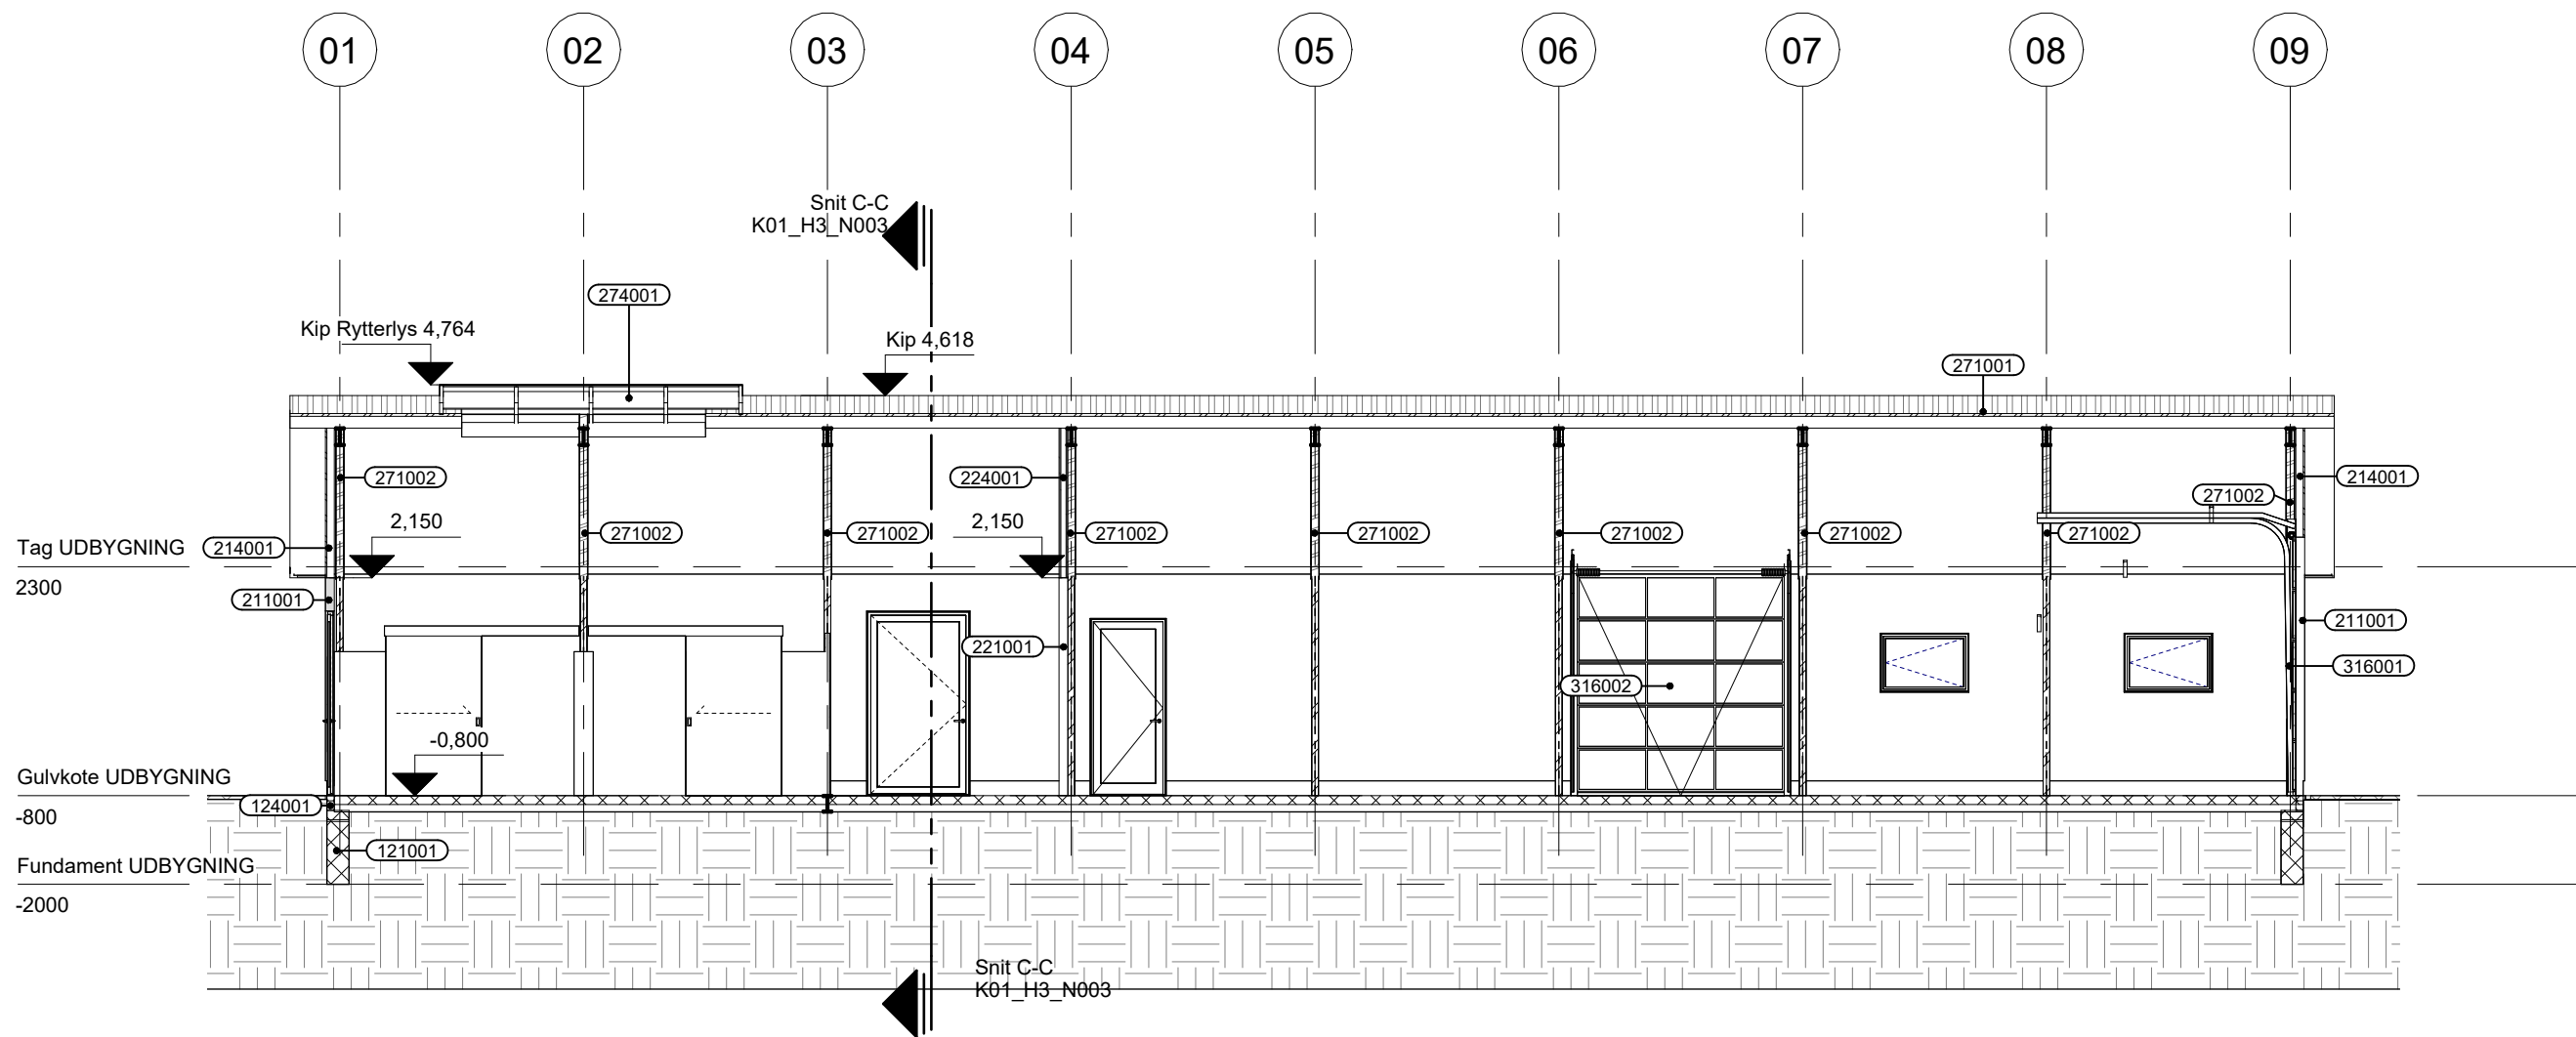 01 02 03 04 05 06 07 08 09
Snit C-C
K01_H3_N003
274001
Kip Rytterlys 4,764
Kip 4,618
271001
271002
224001
214001
271002
2,150
2,150
271002
271002
271002
271002
271002
271002
271002
Tag UDBYGNING
214001
2300
211001
211001
221001
316001
316002
-0,800
Gulvkote UDBYGNING
124001
-800
121001
Fundament UDBYGNING
-2000
Snit C-C
K01_H3_N003